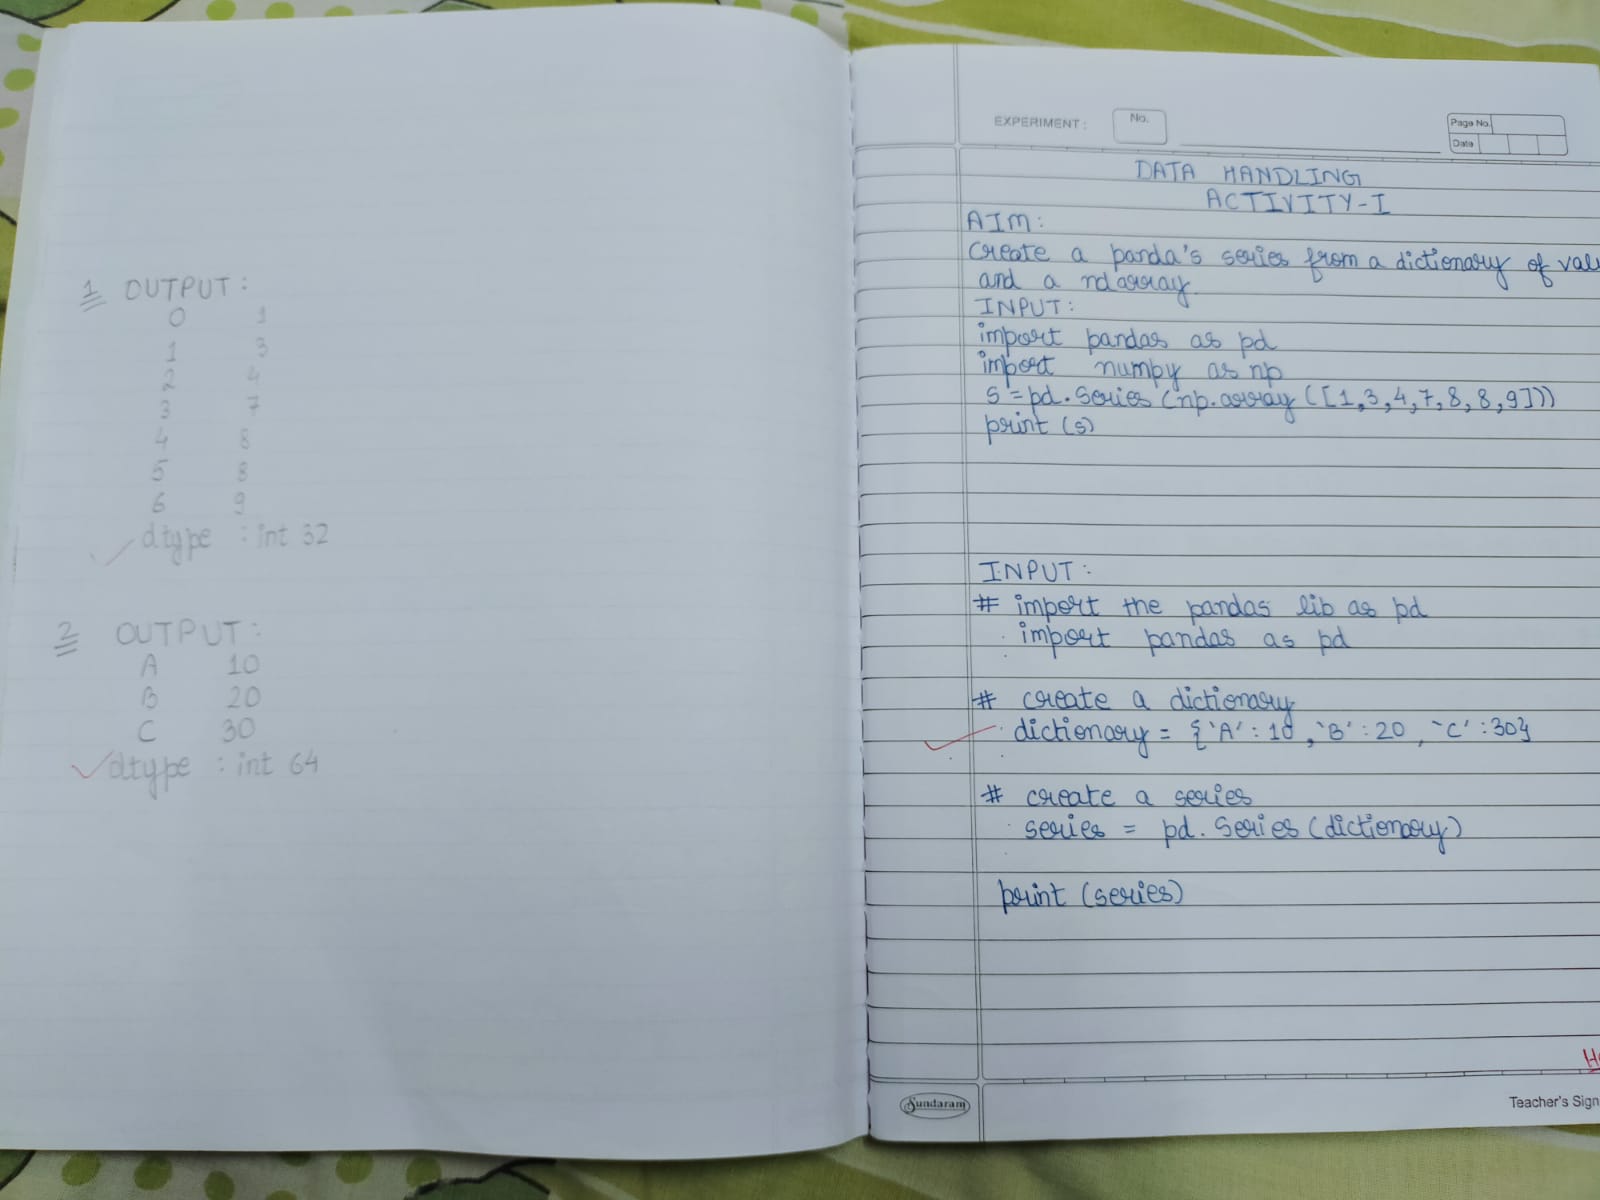 1 OUTPUT:
0 1
1 3
2 4
3 7
4 8
5 8
6 9
dtype : int 32
2 OUTPUT:
A 10
B 20
C 30
dtype : int 64
EXPERIMENT : No.
Page No.
Date
DATA HANDLING
ACTIVITY-I
AIM:
Create a panda's series from a dictionary of
and a ndarray
INPUT:
import pandas as pd
import numpy as np
S = pd. Series (np.array ([1,3,4,7,8,8,9]))
print (s)
INPUT:
# import the pandas lib as pd
import pandas as pd
# create a dictionary
dictionary = {'A' : 10 , 'B' : 20 , 'C' : 30}
# create a series
series = pd. Series (dictionary)
print (series)
Sundaram
Teacher's Sign